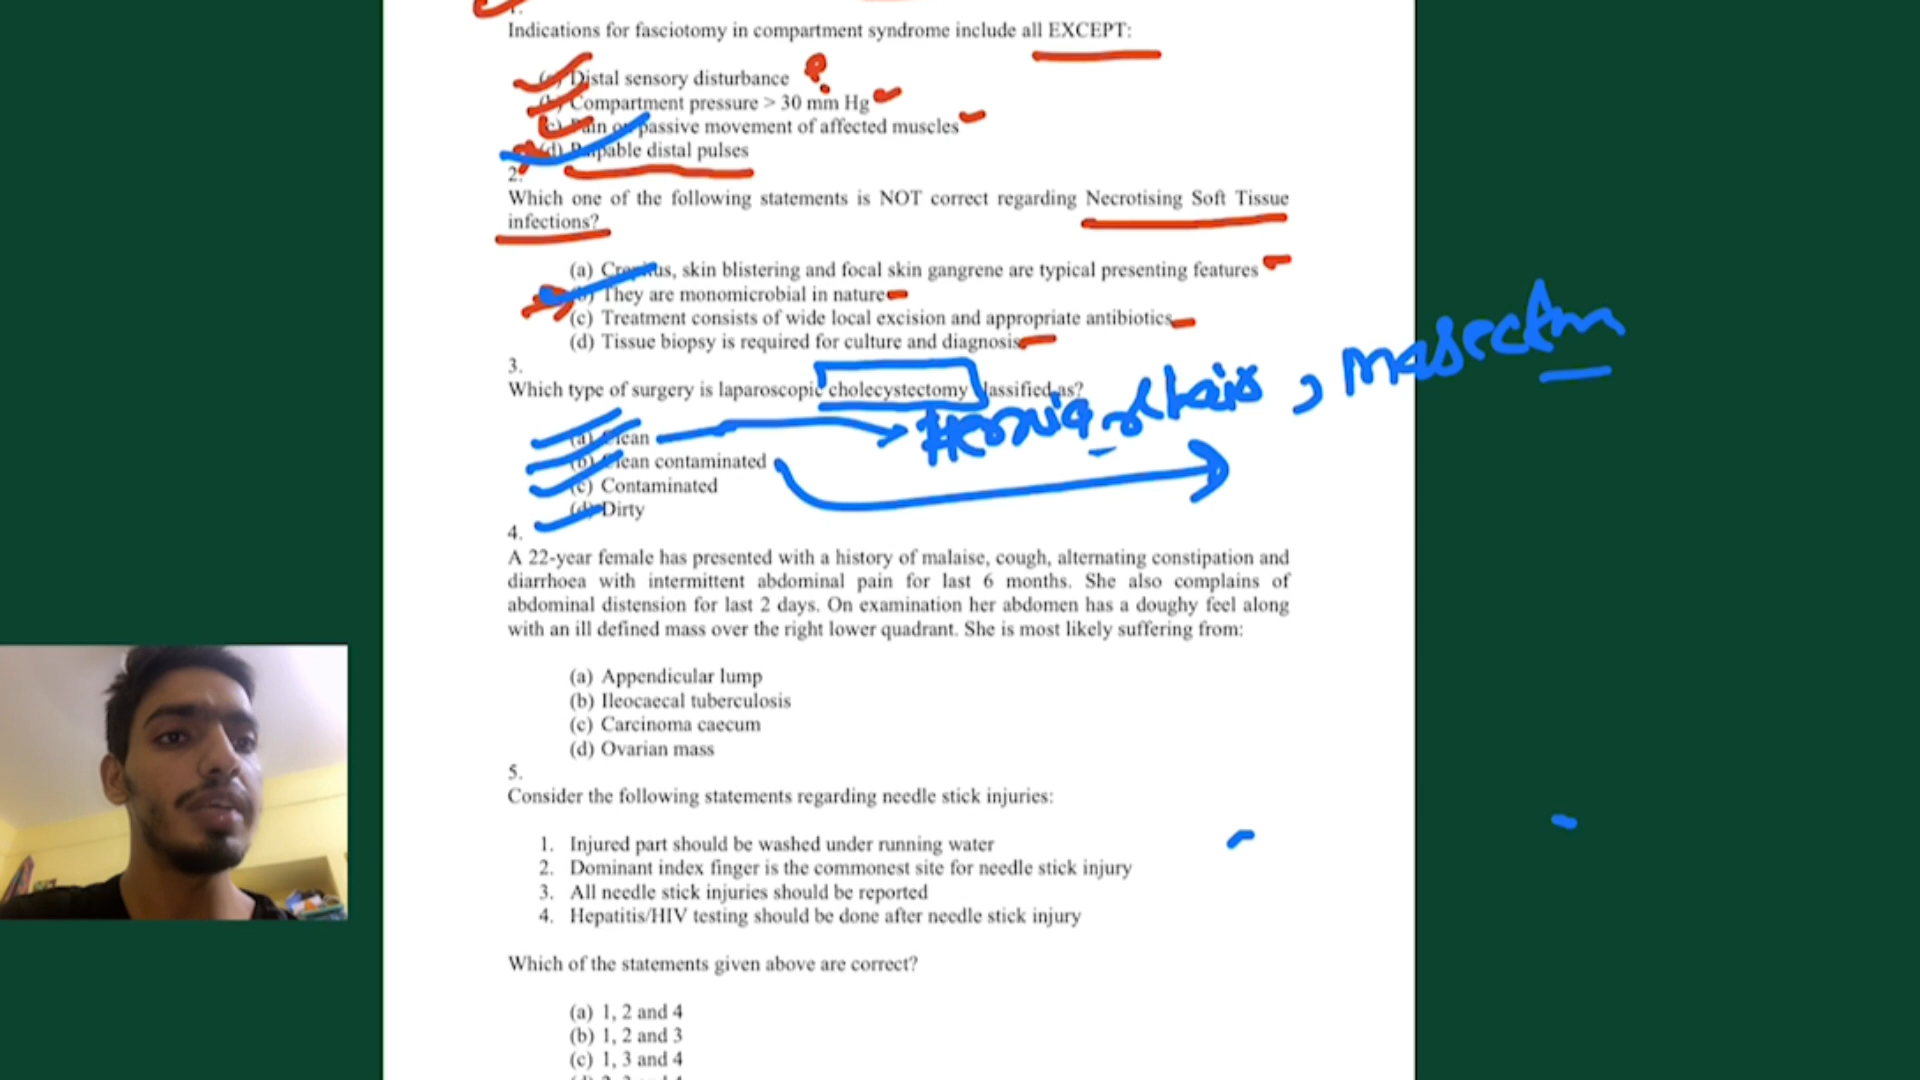 1.
Indications for fasciotomy in compartment syndrome include all EXCEPT:
(a) Distal sensory disturbance ?
(b) Compartment pressure > 30 mm Hg
(c) Pain on passive movement of affected muscles
(d) Palpable distal pulses
2.
Which one of the following statements is NOT correct regarding Necrotising Soft Tissue
infections?
(a) Crepitus, skin blistering and focal skin gangrene are typical presenting features
(b) They are monomicrobial in nature
(c) Treatment consists of wide local excision and appropriate antibiotics
(d) Tissue biopsy is required for culture and diagnosis
3.
Which type of surgery is laparoscopic cholecystectomy classified as?
(a) Clean
(b) Clean contaminated
(c) Contaminated
(d) Dirty
4.
A 22-year female has presented with a history of malaise, cough, alternating constipation and
diarrhoea with intermittent abdominal pain for last 6 months. She also complains of
abdominal distension for last 2 days. On examination her abdomen has a doughy feel along
with an ill defined mass over the right lower quadrant. She is most likely suffering from:
(a) Appendicular lump
(b) Ileocaecal tuberculosis
(c) Carcinoma caecum
(d) Ovarian mass
5.
Consider the following statements regarding needle stick injuries:
1. Injured part should be washed under running water
2. Dominant index finger is the commonest site for needle stick injury
3. All needle stick injuries should be reported
4. Hepatitis/HIV testing should be done after needle stick injury
Which of the statements given above are correct?
(a) 1, 2 and 4
(b) 1, 2 and 3
(c) 1, 3 and 4